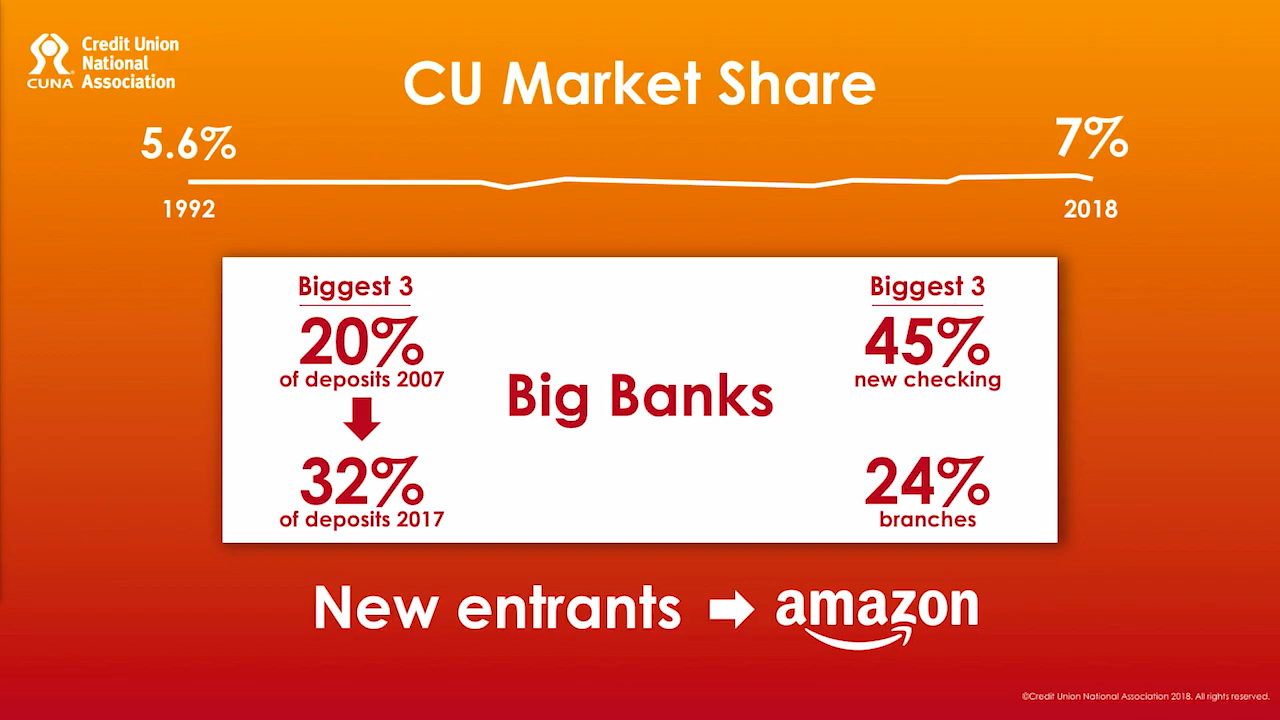 Credit Union
National
Association
CUNA
CU Market Share
5.6%
7%
1992
2018
Biggest 3
20%
of deposits 2007
32%
of deposits 2017
Big Banks
Biggest 3
45%
new checking
24%
branches
New entrants
amazon
©Credit Union National Association 2018. All rights reserved.